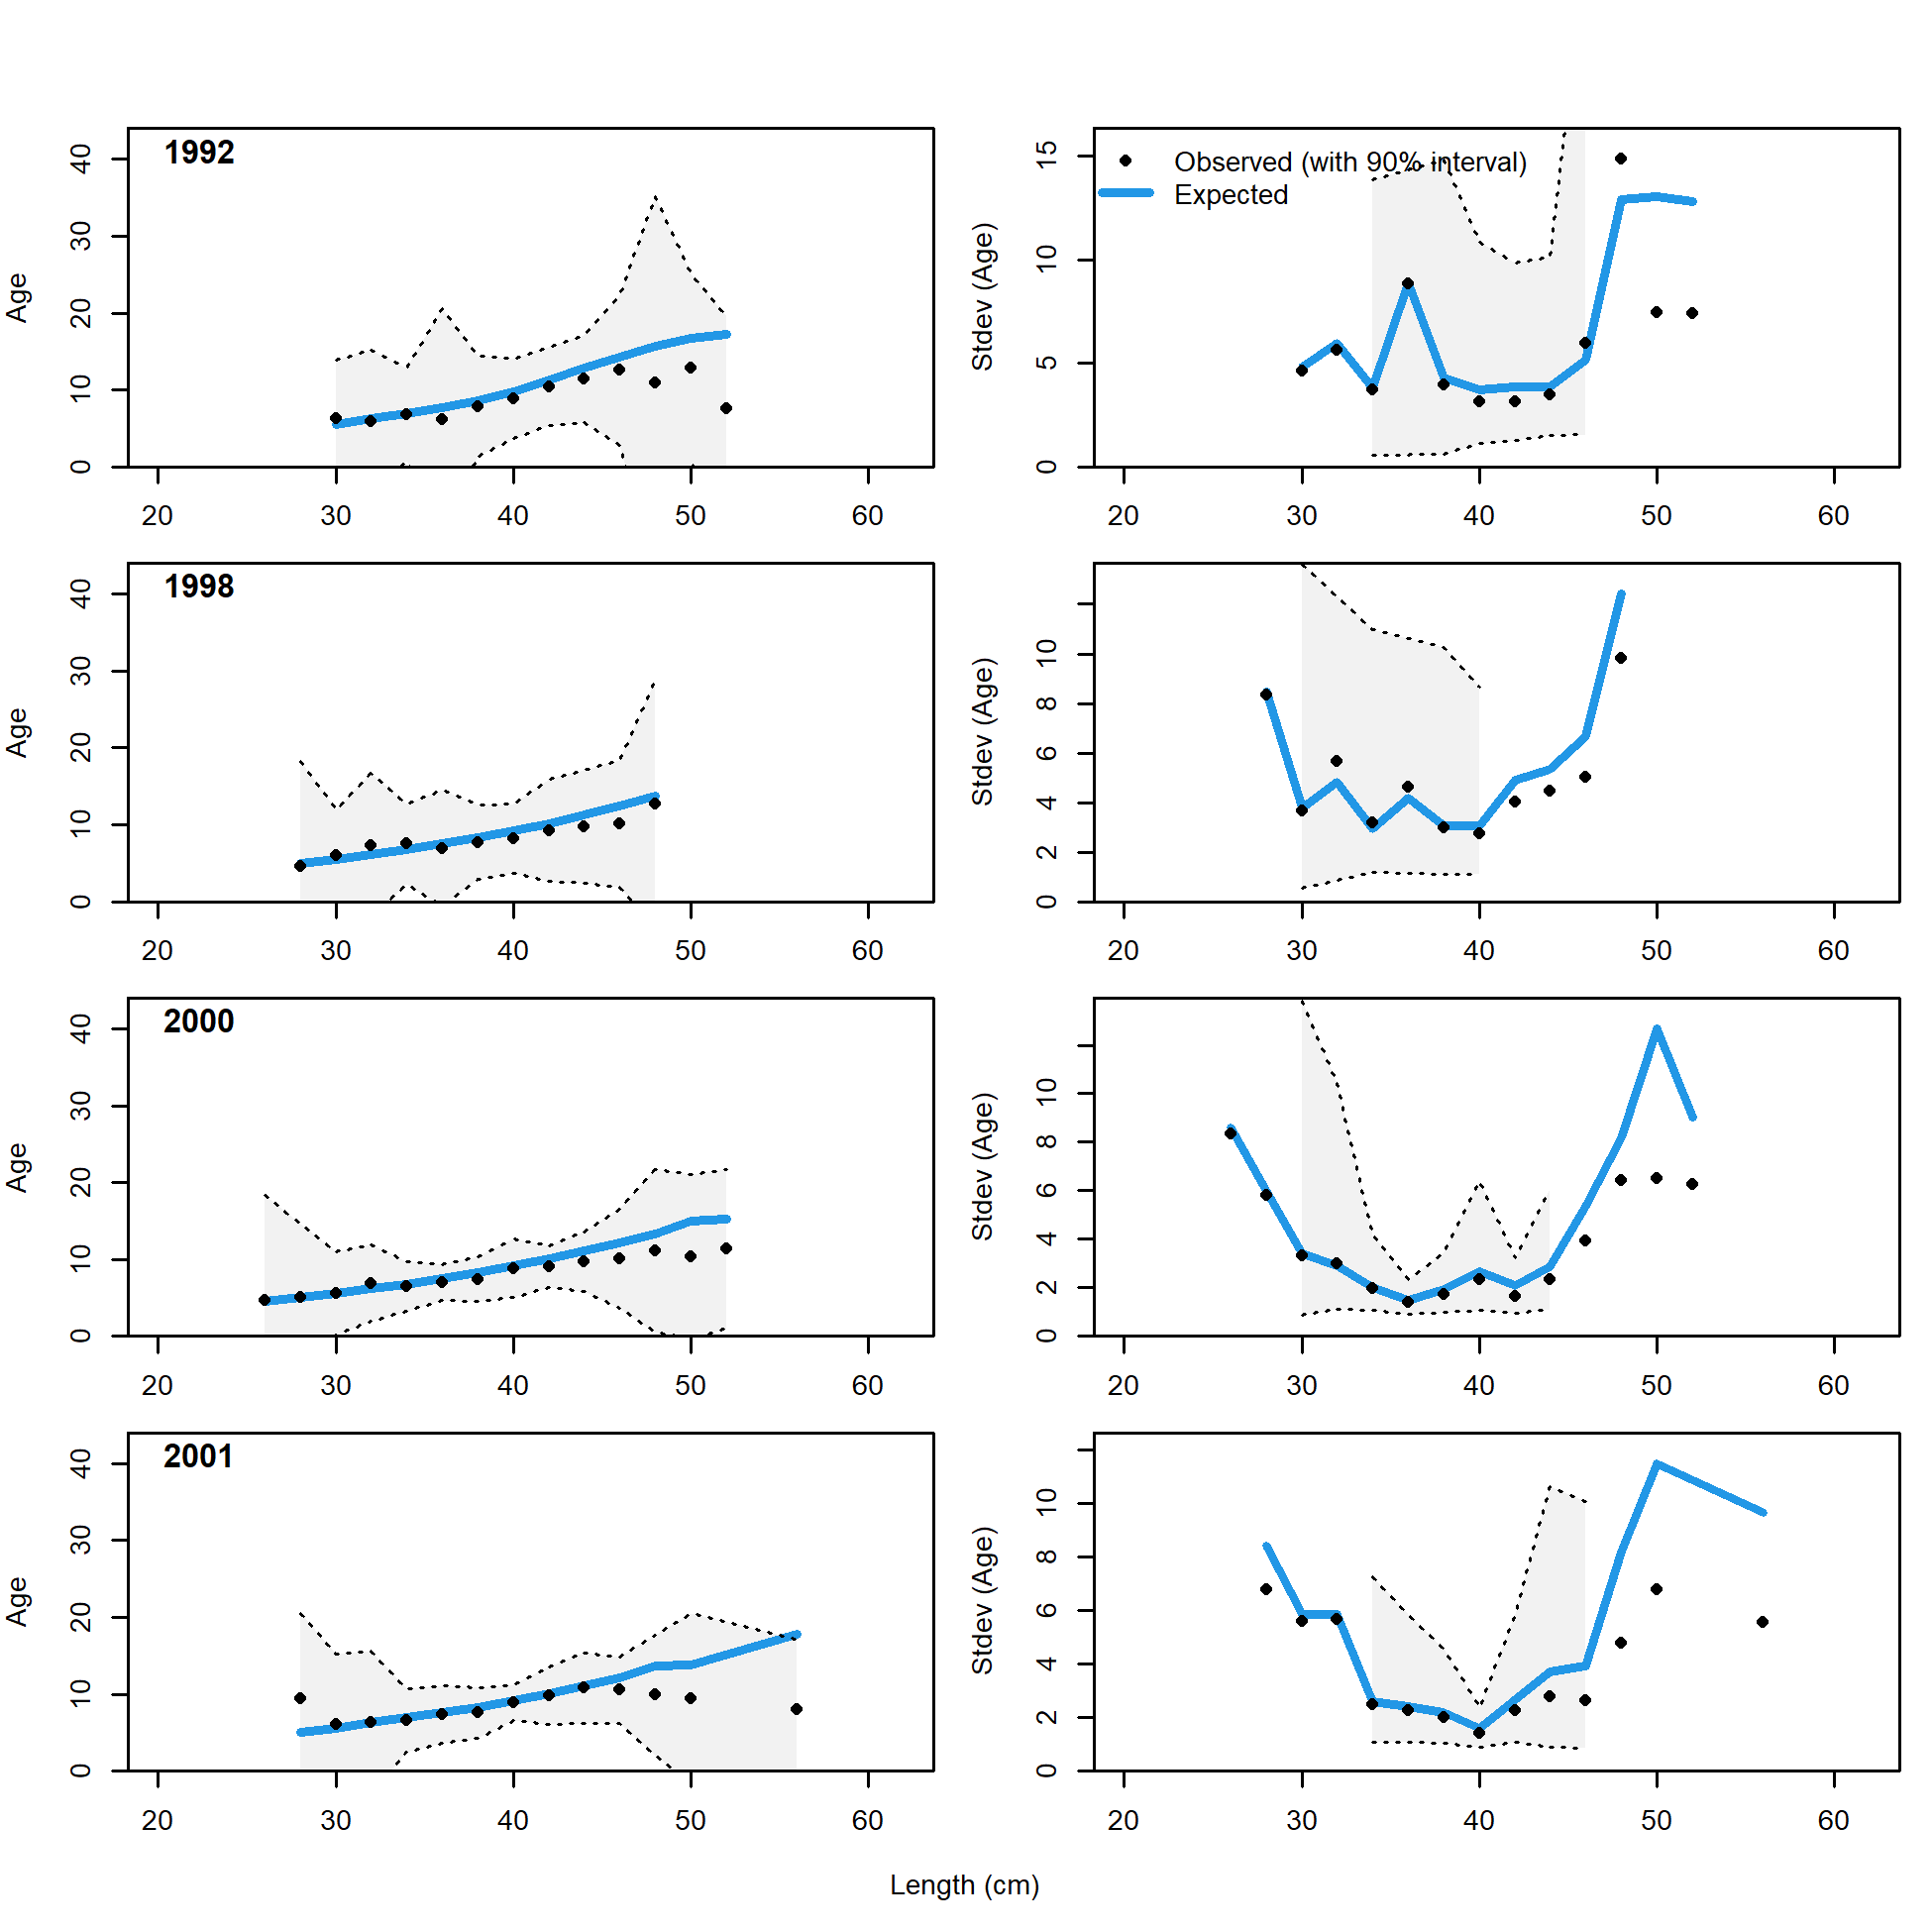 1992
Age
0 10 20 30 40
20 30 40 50 60
Observed (with 90% interval)
Expected
Stdev (Age)
0 5 10 15
20 30 40 50 60
1998
Age
0 10 20 30 40
20 30 40 50 60
Stdev (Age)
0 2 4 6 8 10
20 30 40 50 60
2000
Age
0 10 20 30 40
20 30 40 50 60
Stdev (Age)
0 2 4 6 8 10
20 30 40 50 60
2001
Age
0 10 20 30 40
20 30 40 50 60
Stdev (Age)
0 2 4 6 8 10
20 30 40 50 60
Length (cm)